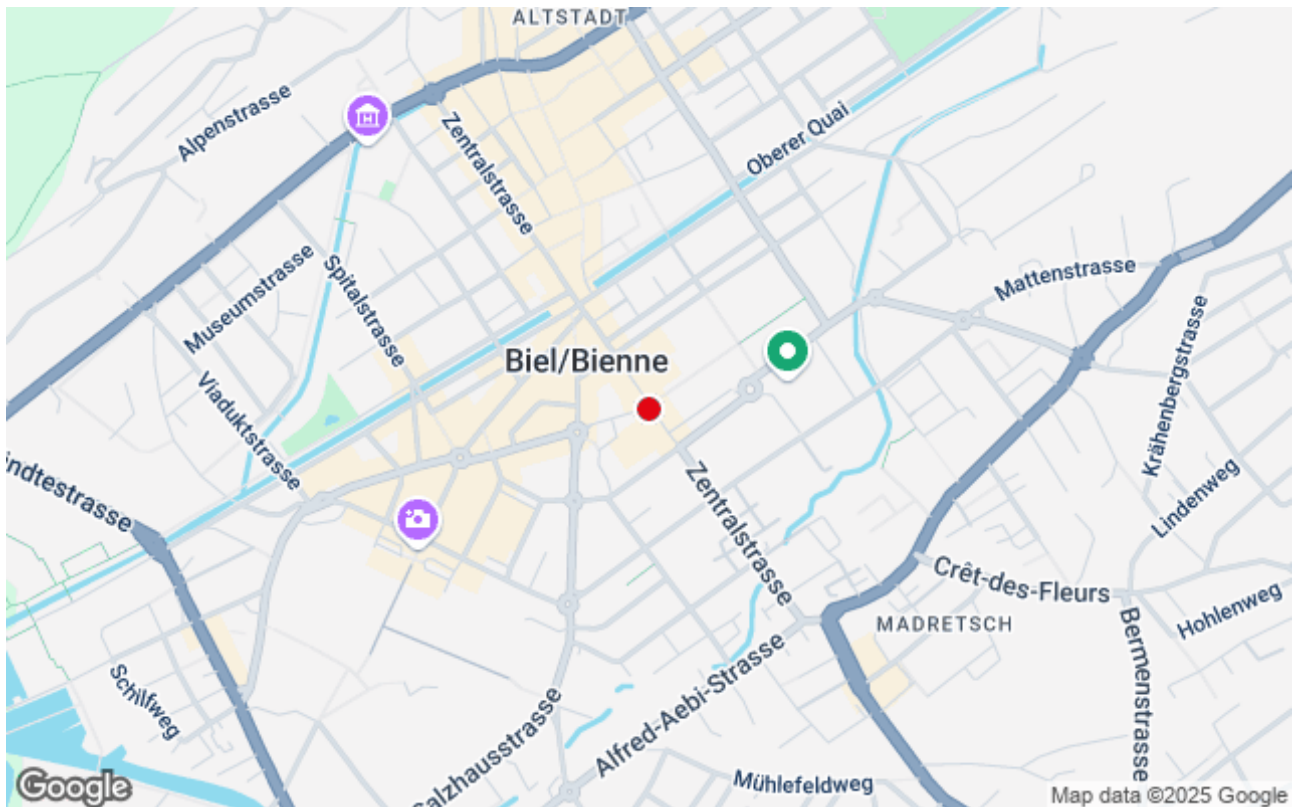 ALTSTADT
Alpenstrasse
Zentralstrasse
Oberer Quai
Museumstrasse
Spitalstrasse
Mattenstrasse
Krähenbergstrasse
Biel/Bienne
Viaduktstrasse
indtestrasse
Zentralstrasse
Lindenweg
Crêt-des-Fleurs
Hohlenweg
MADRETSCH
Bermenstrasse
Schilfweg
Alfred-Aebi-Strasse
Salzhausstrasse
Mühlefeldweg
Google
Map data ©2025 Google